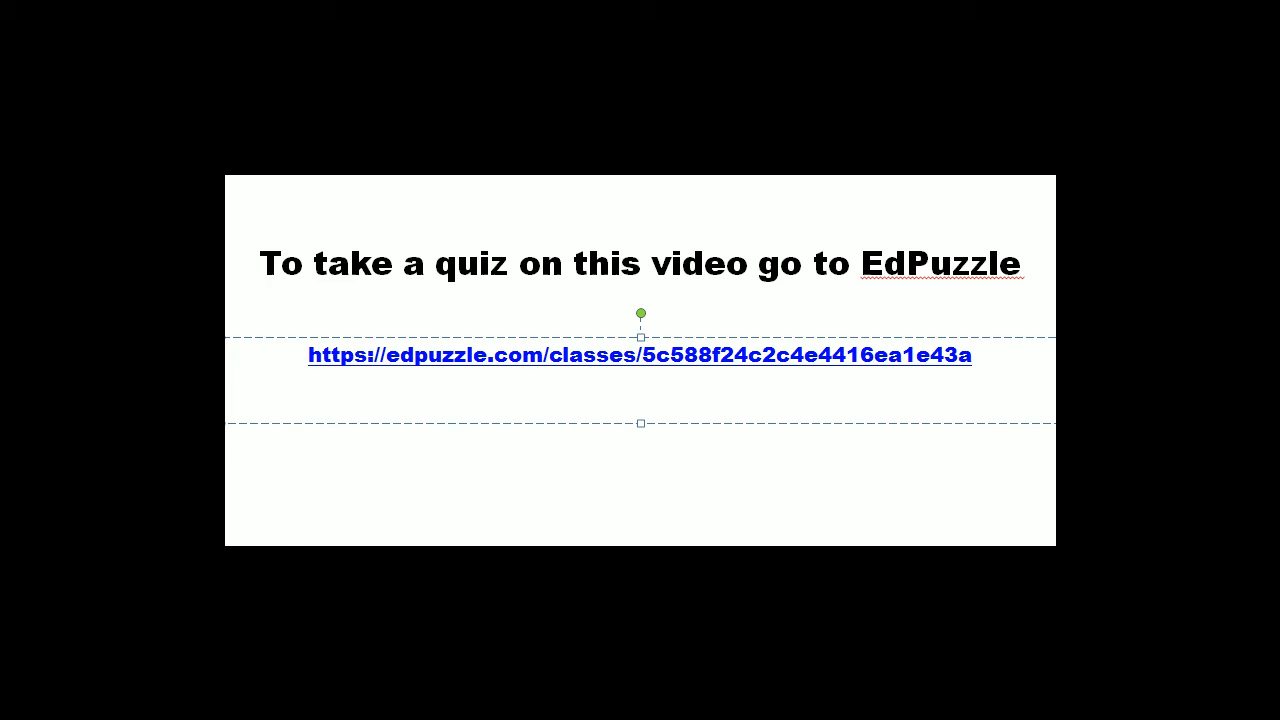 To take a quiz on this video go to EdPuzzle
https://edpuzzle.com/classes/5c588f24c2c4e4416ea1e43a